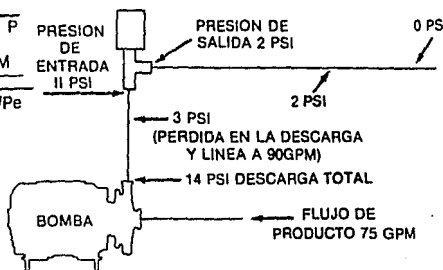 P
M
/Pe
PRESION
DE
ENTRADA
II PSI
PRESION DE
SALIDA 2 PSI
0 PS
2 PSI
3 PSI
(PERDIDA EN LA DESCARGA
Y LINEA A 90GPM)
14 PSI DESCARGA TOTAL
BOMBA
FLUJO DE
PRODUCTO 75 GPM